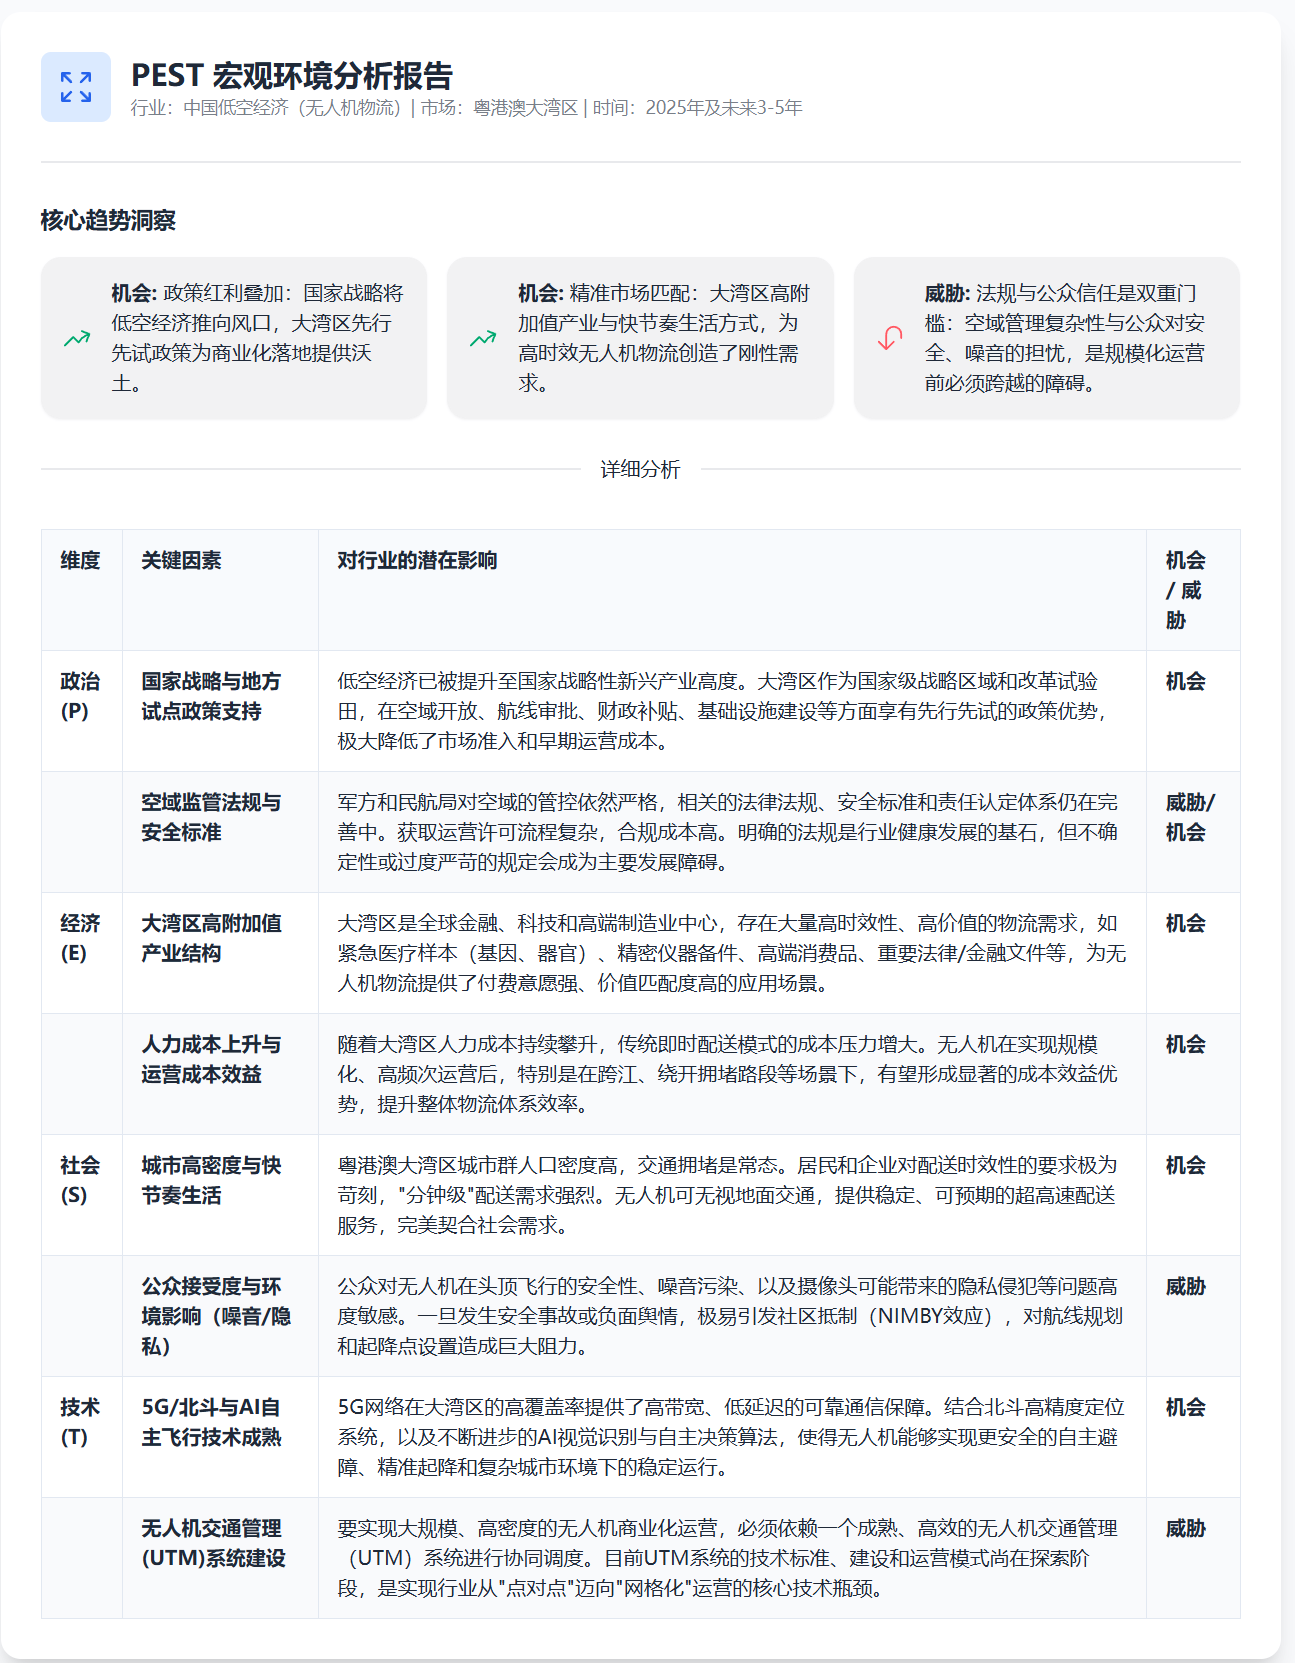 PEST 宏观环境分析报告
行业：中国低空经济（无人机物流）| 市场：粤港澳大湾区 | 时间：2025年及未来3-5年
核心趋势洞察
机会: 政策红利叠加：国家战略将
低空经济推向风口，大湾区先行
先试政策为商业化落地提供沃
土。
机会: 精准市场匹配：大湾区高附
加值产业与快节奏生活方式，为
高时效无人机物流创造了刚性需
求。
威胁: 法规与公众信任是双重门
槛：空域管理复杂性与公众对安
全、噪音的担忧，是规模化运营
前必须跨越的障碍。
详细分析
维度
关键因素
对行业的潜在影响
机会
/ 威
胁
政治
(P)
国家战略与地方
试点政策支持
低空经济已被提升至国家战略性新兴产业高度。大湾区作为国家级战略区域和改革试验
田，在空域开放、航线审批、财政补贴、基础设施建设等方面享有先行先试的政策优势，
极大降低了市场准入和早期运营成本。
机会
空域监管法规与
安全标准
军方和民航局对空域的管控依然严格，相关的法律法规、安全标准和责任认定体系仍在完
善中。获取运营许可流程复杂，合规成本高。明确的法规是行业健康发展的基石，但不确
定性或过度严苛的规定会成为主要发展障碍。
威胁/
机会
经济
(E)
大湾区高附加值
产业结构
大湾区是全球金融、科技和高端制造业中心，存在大量高时效性、高价值的物流需求，如
紧急医疗样本（基因、器官）、精密仪器备件、高端消费品、重要法律/金融文件等，为无
人机物流提供了付费意愿强、价值匹配度高的应用场景。
机会
人力成本上升与
运营成本效益
随着大湾区人力成本持续攀升，传统即时配送模式的成本压力增大。无人机在实现规模
化、高频次运营后，特别是在跨江、绕开拥堵路段等场景下，有望形成显著的成本效益优
势，提升整体物流体系效率。
机会
社会
(S)
城市高密度与快
节奏生活
粤港澳大湾区城市群人口密度高，交通拥堵是常态。居民和企业对配送时效性的要求极为
苛刻，"分钟级"配送需求强烈。无人机可无视地面交通，提供稳定、可预期的超高速配送
服务，完美契合社会需求。
机会
公众接受度与环
境影响（噪音/隐
私）
公众对无人机在头顶飞行的安全性、噪音污染、以及摄像头可能带来的隐私侵犯等问题高
度敏感。一旦发生安全事故或负面舆情，极易引发社区抵制（NIMBY效应），对航线规划
和起降点设置造成巨大阻力。
威胁
技术
(T)
5G/北斗与AI自
主飞行技术成熟
5G网络在大湾区的高覆盖率提供了高带宽、低延迟的可靠通信保障。结合北斗高精度定位
系统，以及不断进步的AI视觉识别与自主决策算法，使得无人机能够实现更安全的自主避
障、精准起降和复杂城市环境下的稳定运行。
机会
无人机交通管理
(UTM)系统建设
要实现大规模、高密度的无人机商业化运营，必须依赖一个成熟、高效的无人机交通管理
（UTM）系统进行协同调度。目前UTM系统的技术标准、建设和运营模式尚在探索阶
段，是实现行业从"点对点"迈向"网格化"运营的核心技术瓶颈。
威胁